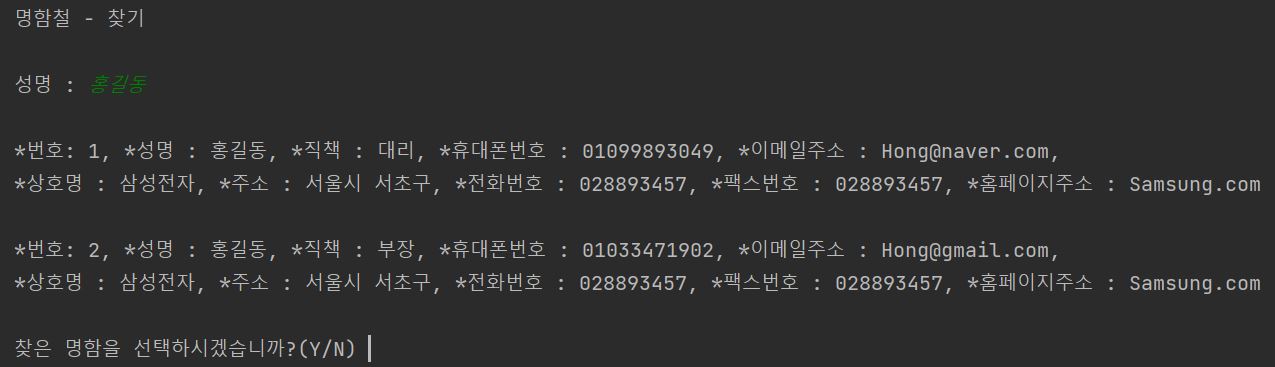 명함철 - 찾기
성명 : 홍길동
*번호: 1, *성명 : 홍길동, *직책 : 대리, *휴대폰번호 : 01099893049, *이메일주소 : Hong@naver.com,
*상호명 : 삼성전자, *주소 : 서울시 서초구, *전화번호 : 028893457, *팩스번호 : 028893457, *홈페이지주소 : Samsung.com
*번호: 2, *성명 : 홍길동, *직책 : 부장, *휴대폰번호 : 01033471902, *이메일주소 : Hong@gmail.com,
*상호명 : 삼성전자, *주소 : 서울시 서초구, *전화번호 : 028893457, *팩스번호 : 028893457, *홈페이지주소 : Samsung.com
찾은 명함을 선택하시겠습니까?(Y/N)